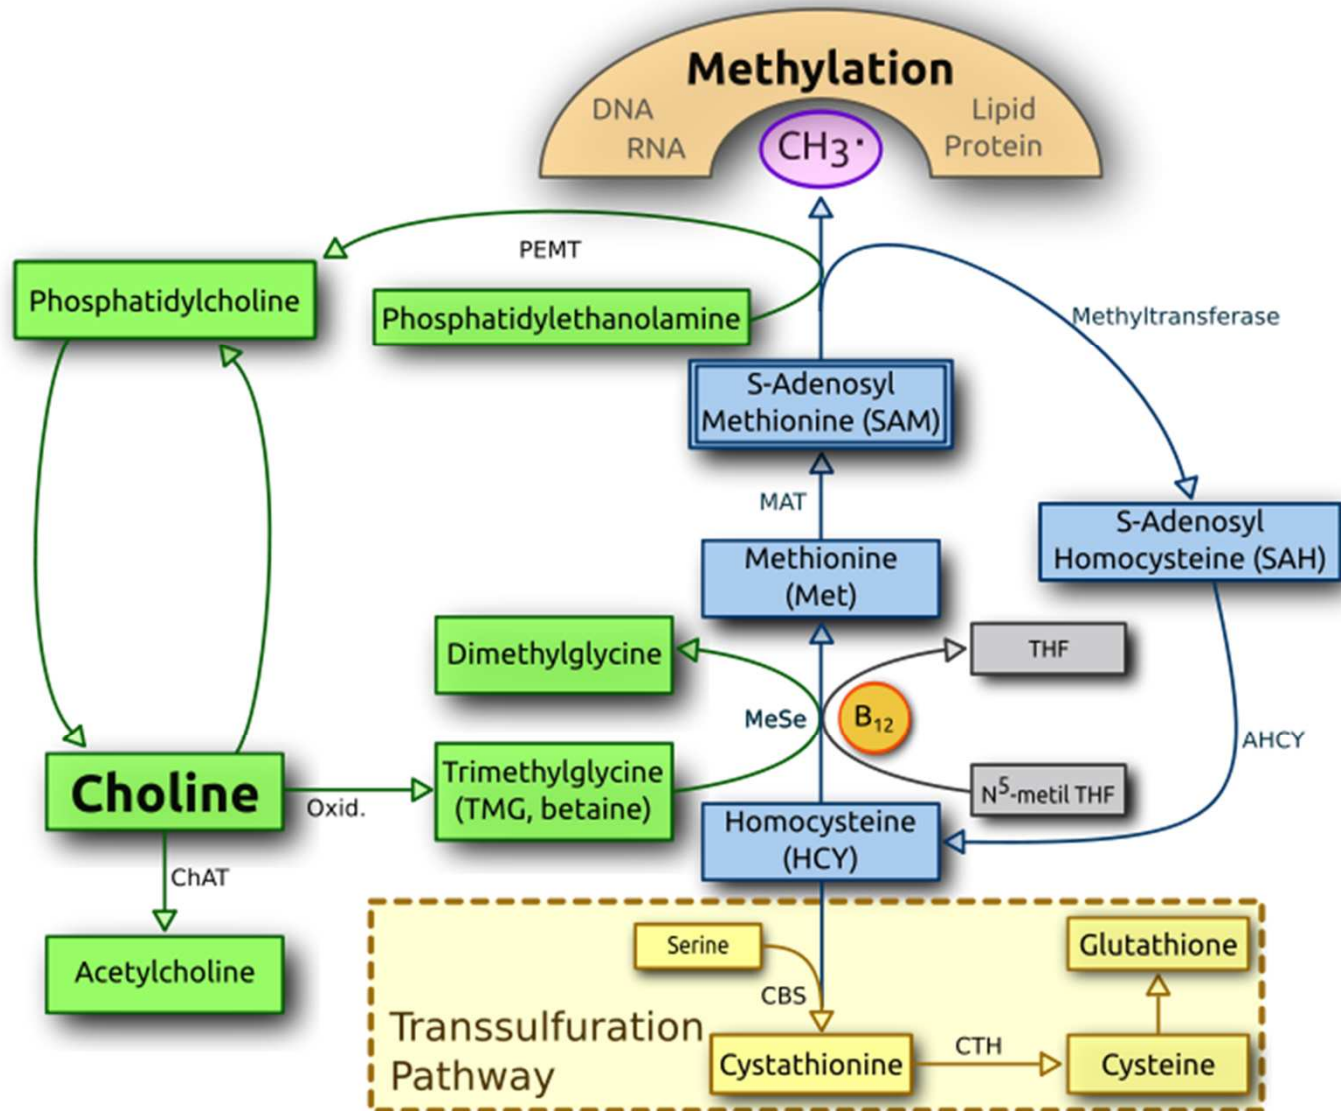 Methylation
DNA
Lipid
RNA
Protein
CH3·
PEMT
Phosphatidylcholine
Phosphatidylethanolamine
Methyltransferase
S-Adenosyl
Methionine (SAM)
MAT
S-Adenosyl
Homocysteine (SAH)
Methionine
(Met)
Dimethylglycine
THF
MeSe
B12
AHCY
Choline
Oxid.
Trimethylglycine
(TMG, betaine)
N5-metil THF
Homocysteine
(HCY)
ChAT
Acetylcholine
Serine
Glutathione
CBS
Transsulfuration
Pathway
Cystathionine
CTH
Cysteine